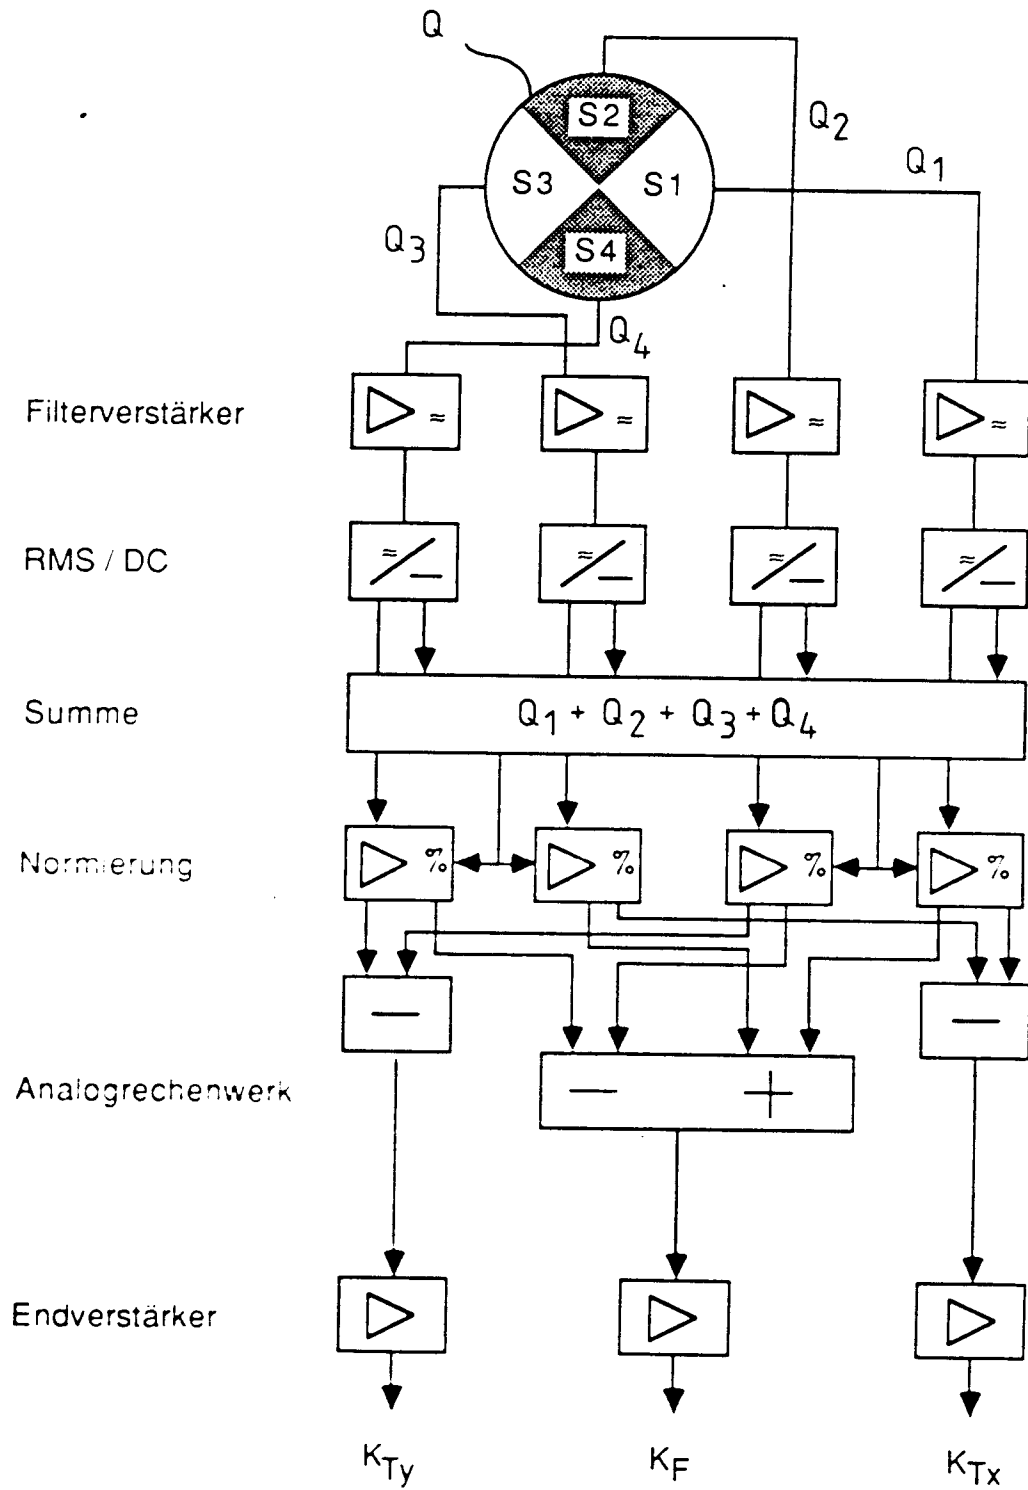 Q
S2
Q2
Q1
S3 S1
Q3
S4
Q4
Filterverstärker
▷ ≈ ▷ ≈ ▷ ≈ ▷ ≈
RMS / DC
≈/— ≈/— ≈/— ≈/—
Summe
Q1 + Q2 + Q3 + Q4
Normierung
▷ % ▷ % ▷ % ▷ %
— —
Analogrechenwerk
— +
Endverstärker
KTy KF KTx